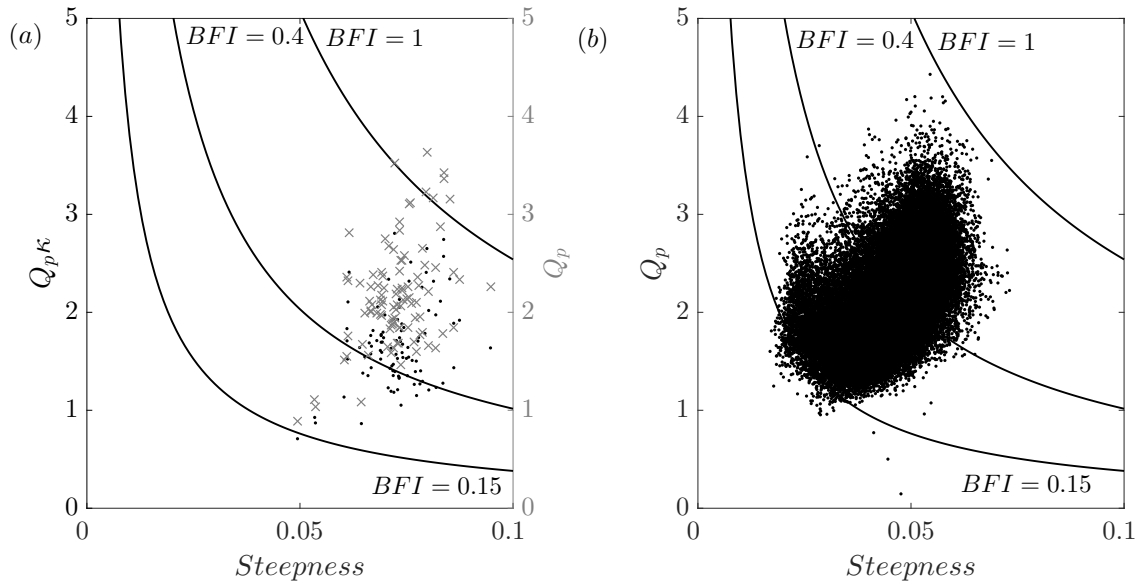 (a)
5
4
3
2
1
0
Q_pκ
BFI = 0.4
BFI = 1
BFI = 0.15
5
4
3
2
1
0
Q_p
0
0.05
0.1
Steepness
(b)
5
4
3
2
1
0
Q_p
BFI = 0.4
BFI = 1
BFI = 0.15
0
0.05
0.1
Steepness